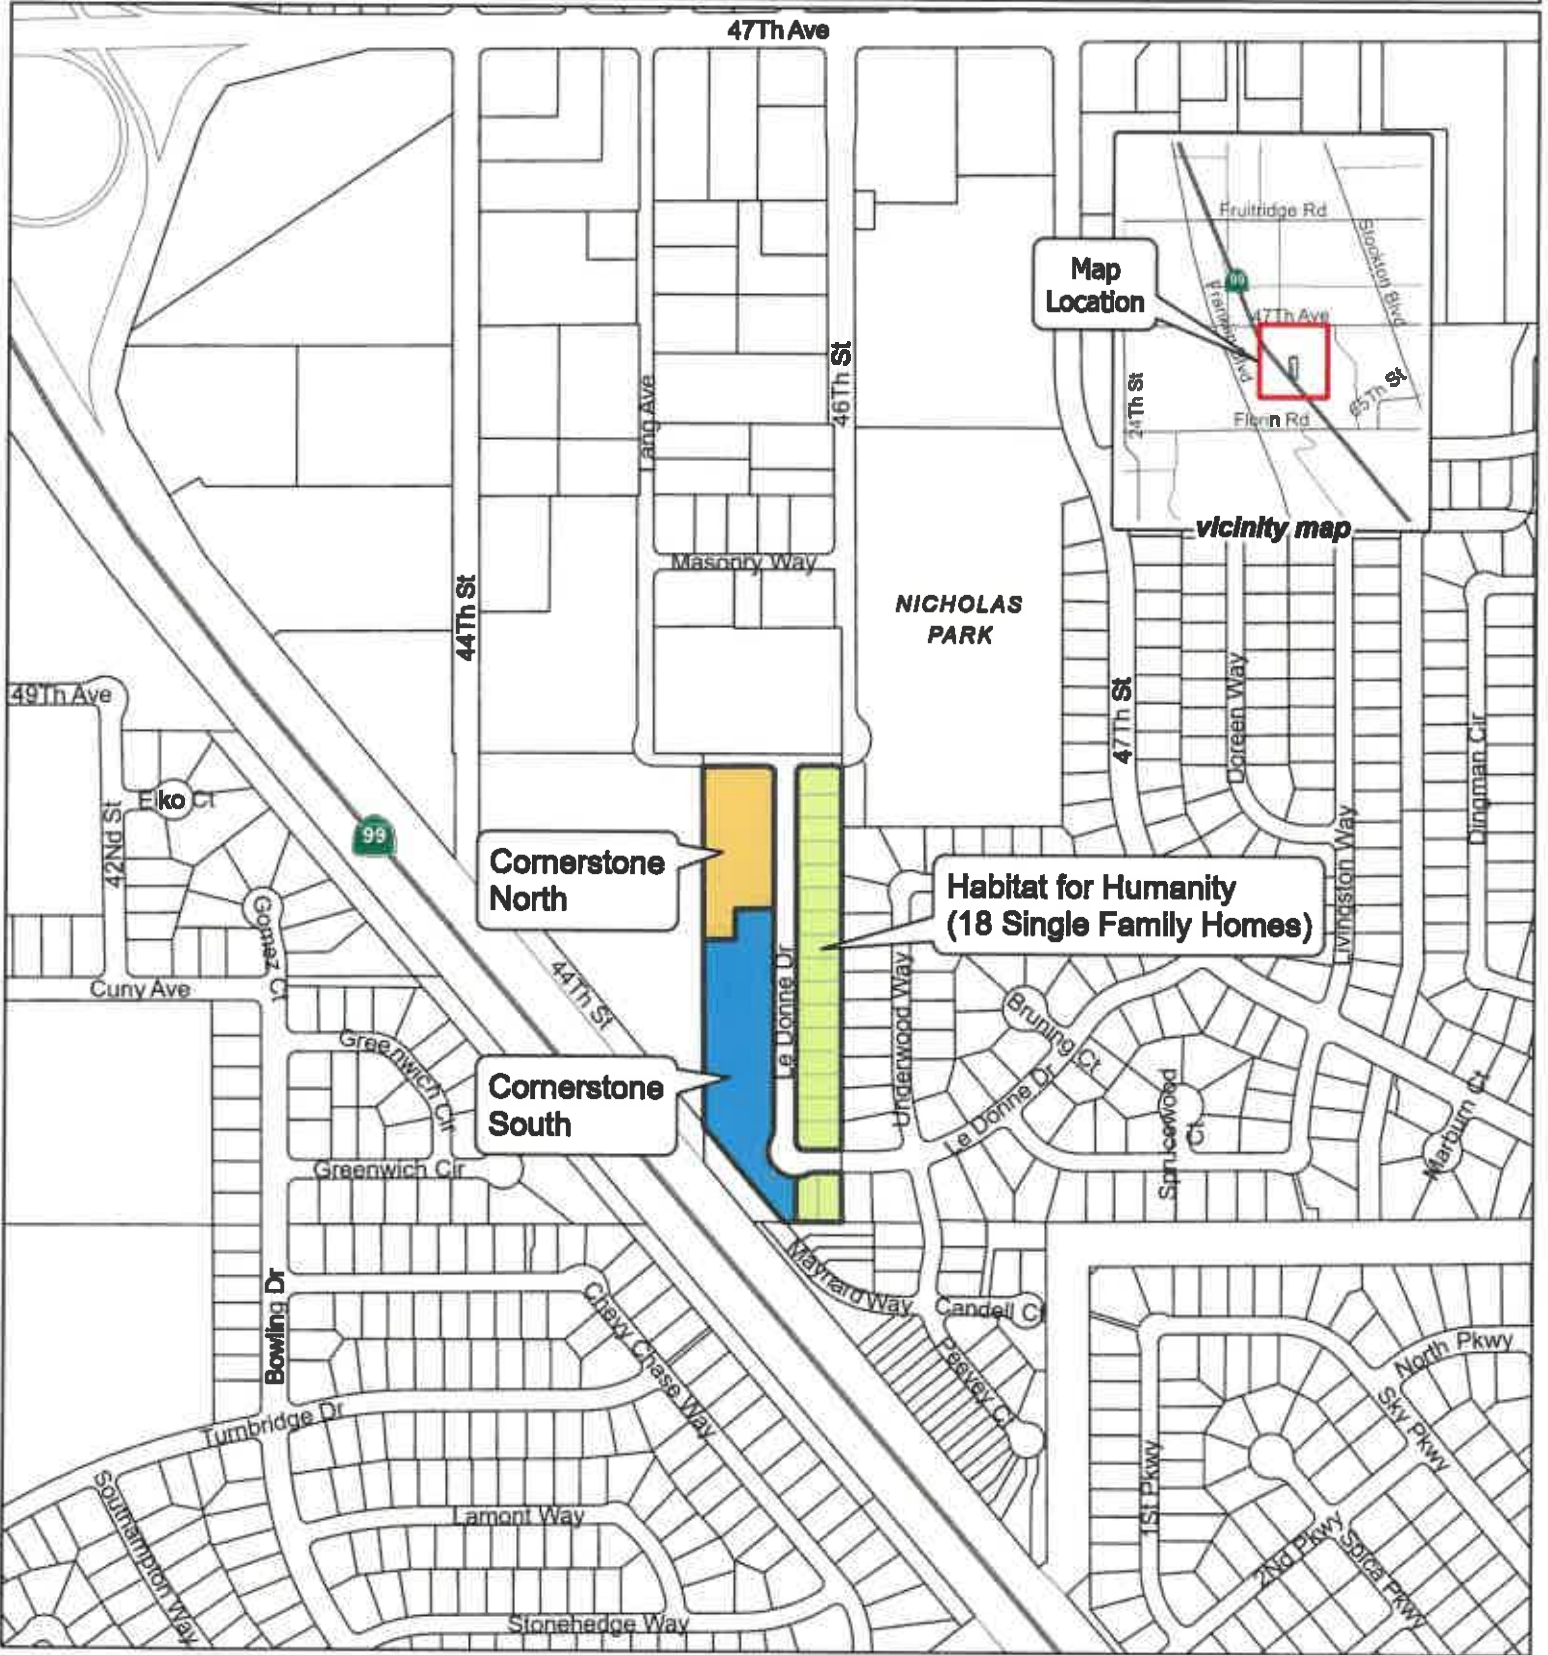 47Th Ave
Fruitridge Rd
Stockton Blvd
Map
Location
99
Franklin Blvd
47Th Ave
24Th St
65Th St
Florin Rd
vicinity map
46Th St
Lang Ave
Masonry Way
44Th St
NICHOLAS
PARK
47Th St
Doreen Way
Dingman Cir
49Th Ave
Elko Ct
42Nd St
99
Livingston Way
Cornerstone
North
Habitat for Humanity
(18 Single Family Homes)
Gomez Ct
Cuny Ave
44Th St
Le Donne Dr
Underwood Way
Bruning Ct
Greenwich Cir
Cornerstone
South
Le Donne Dr
Marburn Ct
Greenwich Cir
Bowling Dr
Maynard Way
Candell Ct
Chevy Chase Way
Peevey Ct
North Pkwy
Sky Pkwy
Turnbridge Dr
1St Pkwy
Southampton Way
Lamont Way
2Nd Pkwy
Spica Pkwy
Stonehedge Way